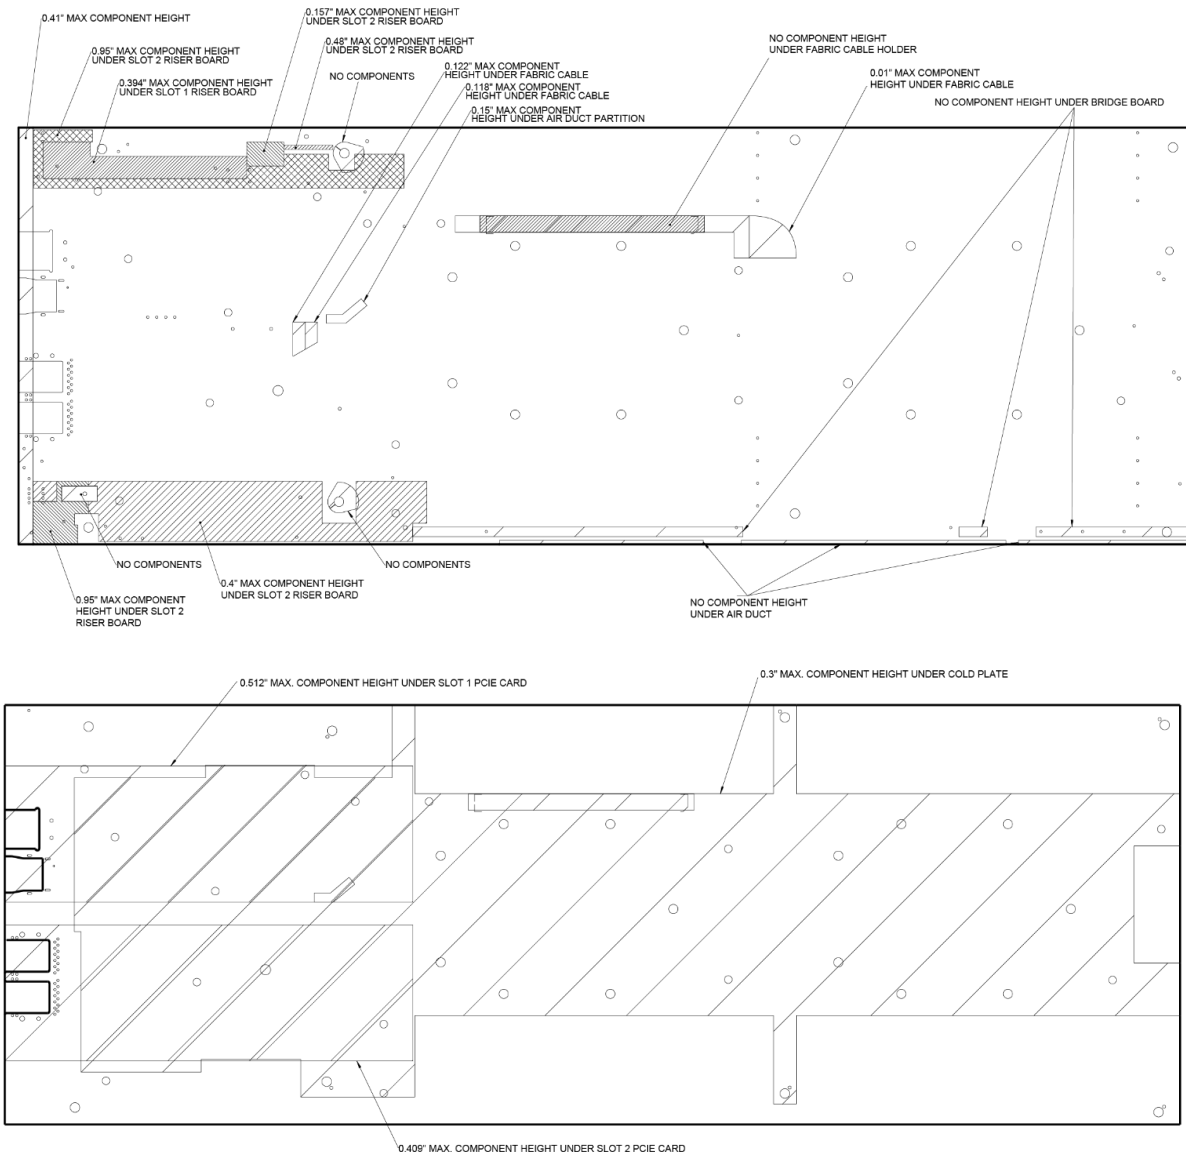 0.41" MAX COMPONENT HEIGHT
0.157" MAX COMPONENT HEIGHT
UNDER SLOT 2 RISER BOARD
0.95" MAX COMPONENT HEIGHT
UNDER SLOT 2 RISER BOARD
0.48" MAX COMPONENT HEIGHT
UNDER SLOT 2 RISER BOARD
0.394" MAX COMPONENT HEIGHT
UNDER SLOT 1 RISER BOARD
NO COMPONENTS
0.122" MAX COMPONENT
HEIGHT UNDER FABRIC CABLE
0.118" MAX COMPONENT
HEIGHT UNDER FABRIC CABLE
0.15" MAX COMPONENT
HEIGHT UNDER AIR DUCT PARTITION
NO COMPONENT HEIGHT
UNDER FABRIC CABLE HOLDER
0.01" MAX COMPONENT
HEIGHT UNDER FABRIC CABLE
NO COMPONENT HEIGHT UNDER BRIDGE BOARD
NO COMPONENTS
NO COMPONENTS
0.4" MAX COMPONENT HEIGHT
UNDER SLOT 2 RISER BOARD
0.95" MAX COMPONENT
HEIGHT UNDER SLOT 2
RISER BOARD
NO COMPONENT HEIGHT
UNDER AIR DUCT
0.512" MAX. COMPONENT HEIGHT UNDER SLOT 1 PCIE CARD
0.3" MAX. COMPONENT HEIGHT UNDER COLD PLATE
0.409" MAX. COMPONENT HEIGHT UNDER SLOT 2 PCIE CARD